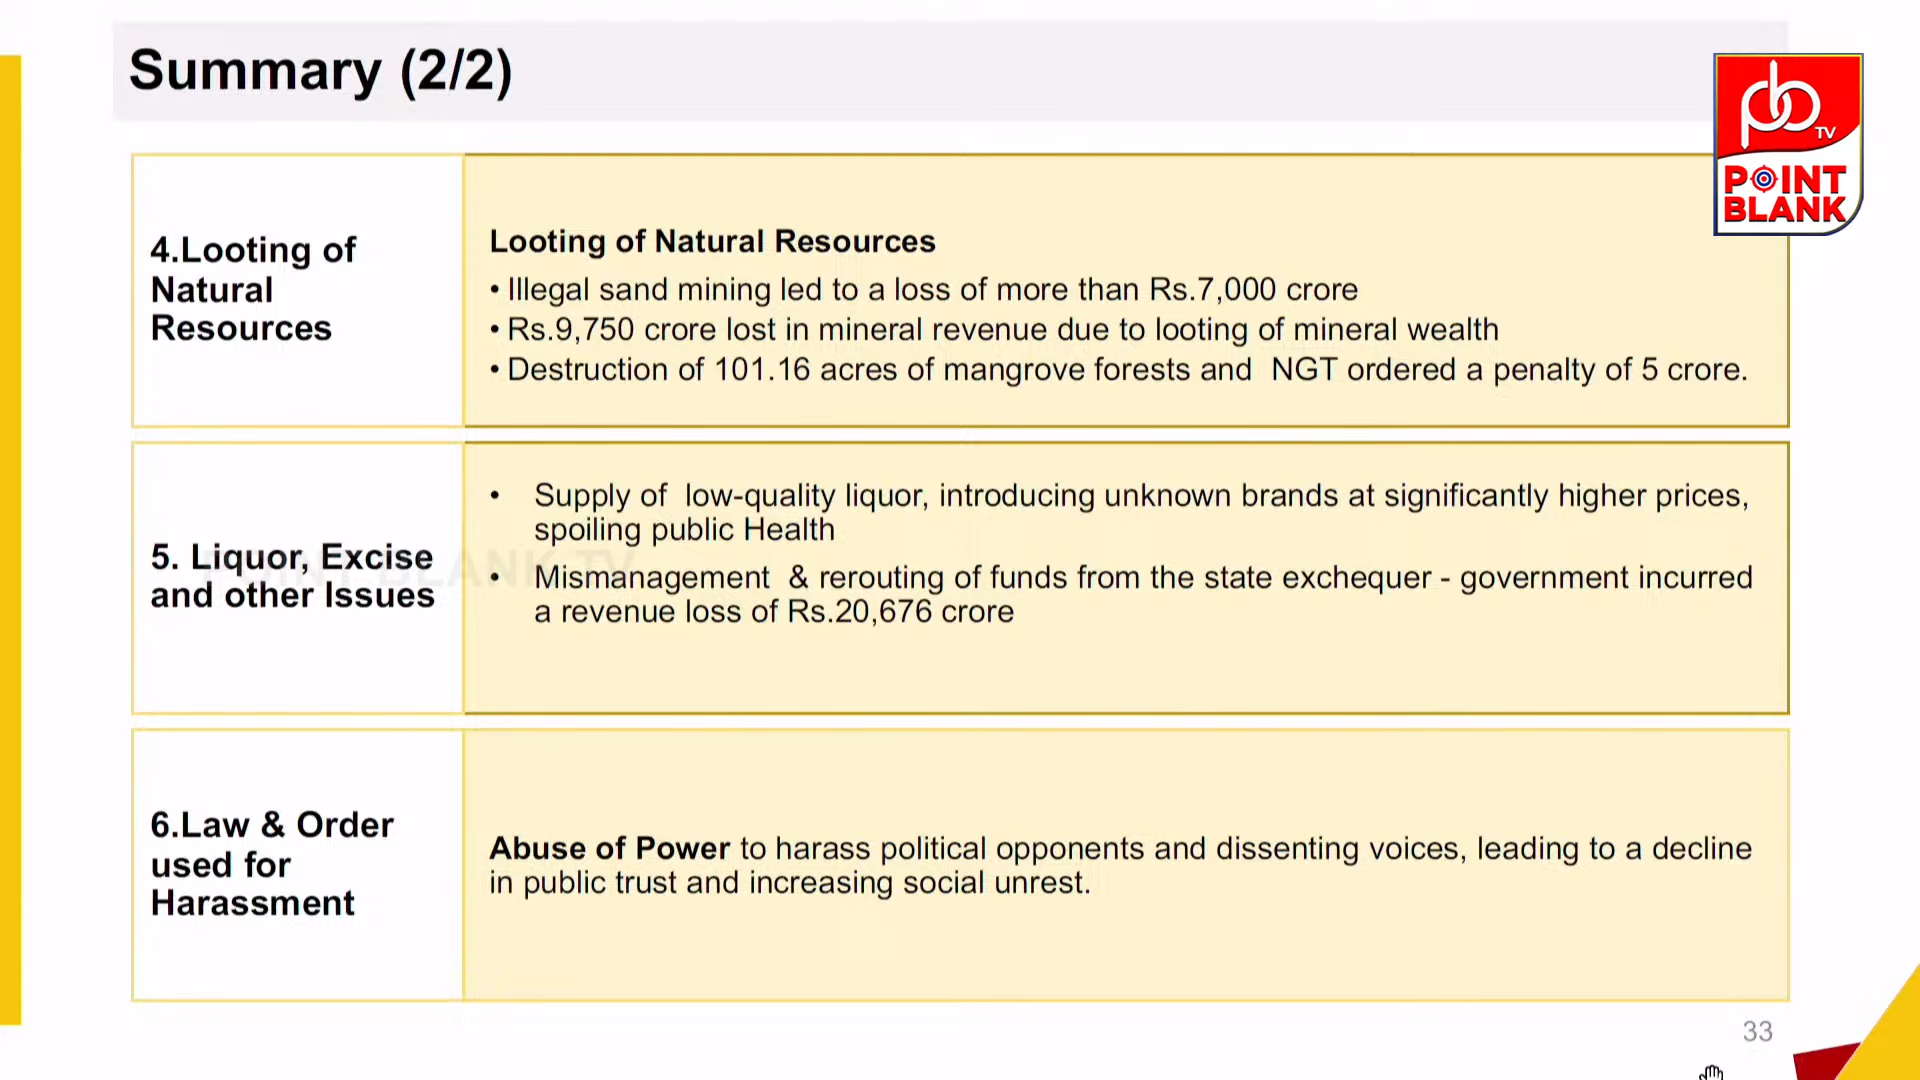 Summary (2/2)
pb TV
POINT
BLANK
4.Looting of
Natural
Resources
Looting of Natural Resources
• Illegal sand mining led to a loss of more than Rs.7,000 crore
• Rs.9,750 crore lost in mineral revenue due to looting of mineral wealth
• Destruction of 101.16 acres of mangrove forests and NGT ordered a penalty of 5 crore.
5. Liquor, Excise
and other Issues
• Supply of low-quality liquor, introducing unknown brands at significantly higher prices,
spoiling public Health
• Mismanagement & rerouting of funds from the state exchequer - government incurred
a revenue loss of Rs.20,676 crore
POINT BLANK TV
6.Law & Order
used for
Harassment
Abuse of Power to harass political opponents and dissenting voices, leading to a decline
in public trust and increasing social unrest.
33